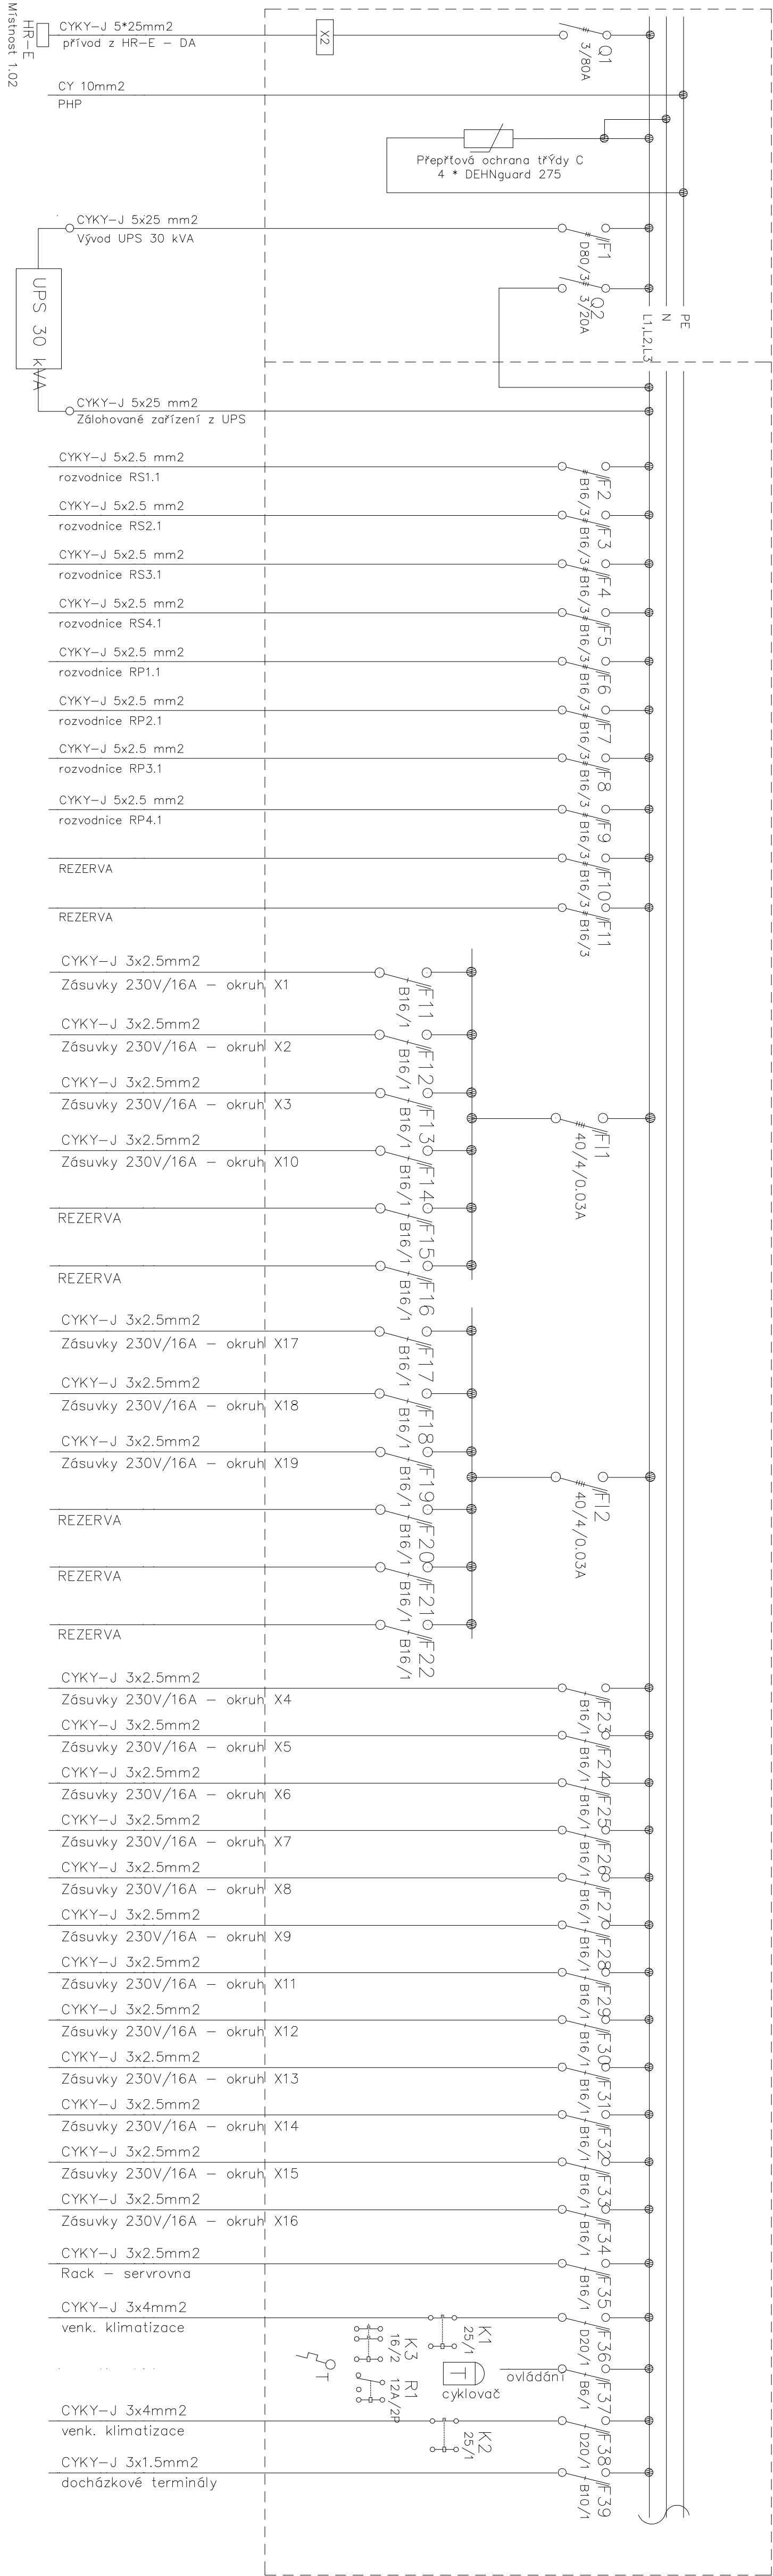 CYKY-J 5*25mm2
přívod z HR-E - DA
HR-E
Místnost 1.02
X2
Q1
3/80A
CY 10mm2
PHP
Přepřťová ochrana třÝdy C
4 * DEHNguard 275
CYKY-J 5x25 mm2
Vývod UPS 30 kVA
F1
D80/3
Q2
3/20A
PE
N
L1,L2,L3
UPS 30 kVA
CYKY-J 5x25 mm2
Zálohované zařízení z UPS
CYKY-J 5x2.5 mm2
rozvodnice RS1.1
F2
B16/3
CYKY-J 5x2.5 mm2
rozvodnice RS2.1
F3
B16/3
CYKY-J 5x2.5 mm2
rozvodnice RS3.1
F4
B16/3
CYKY-J 5x2.5 mm2
rozvodnice RS4.1
F5
B16/3
CYKY-J 5x2.5 mm2
rozvodnice RP1.1
F6
B16/3
CYKY-J 5x2.5 mm2
rozvodnice RP2.1
F7
B16/3
CYKY-J 5x2.5 mm2
rozvodnice RP3.1
F8
B16/3
CYKY-J 5x2.5 mm2
rozvodnice RP4.1
F9
B16/3
REZERVA
F10
B16/3
REZERVA
F11
B16/3
CYKY-J 3x2.5mm2
Zásuvky 230V/16A - okruh X1
F11
B16/1
CYKY-J 3x2.5mm2
Zásuvky 230V/16A - okruh X2
F12
B16/1
CYKY-J 3x2.5mm2
Zásuvky 230V/16A - okruh X3
F13
B16/1
FI1
40/4/0.03A
CYKY-J 3x2.5mm2
Zásuvky 230V/16A - okruh X10
F14
B16/1
REZERVA
F15
B16/1
REZERVA
F16
B16/1
CYKY-J 3x2.5mm2
Zásuvky 230V/16A - okruh X17
F17
B16/1
CYKY-J 3x2.5mm2
Zásuvky 230V/16A - okruh X18
F18
B16/1
CYKY-J 3x2.5mm2
Zásuvky 230V/16A - okruh X19
F19
B16/1
FI2
40/4/0.03A
REZERVA
F20
B16/1
REZERVA
F21
B16/1
REZERVA
F22
B16/1
CYKY-J 3x2.5mm2
Zásuvky 230V/16A - okruh X4
F23
B16/1
CYKY-J 3x2.5mm2
Zásuvky 230V/16A - okruh X5
F24
B16/1
CYKY-J 3x2.5mm2
Zásuvky 230V/16A - okruh X6
F25
B16/1
CYKY-J 3x2.5mm2
Zásuvky 230V/16A - okruh X7
F26
B16/1
CYKY-J 3x2.5mm2
Zásuvky 230V/16A - okruh X8
F27
B16/1
CYKY-J 3x2.5mm2
Zásuvky 230V/16A - okruh X9
F28
B16/1
CYKY-J 3x2.5mm2
Zásuvky 230V/16A - okruh X11
F29
B16/1
CYKY-J 3x2.5mm2
Zásuvky 230V/16A - okruh X12
F30
B16/1
CYKY-J 3x2.5mm2
Zásuvky 230V/16A - okruh X13
F31
B16/1
CYKY-J 3x2.5mm2
Zásuvky 230V/16A - okruh X14
F32
B16/1
CYKY-J 3x2.5mm2
Zásuvky 230V/16A - okruh X15
F33
B16/1
CYKY-J 3x2.5mm2
Zásuvky 230V/16A - okruh X16
F34
B16/1
CYKY-J 3x2.5mm2
Rack - servrovna
F35
B16/1
CYKY-J 3x4mm2
venk. klimatizace
K1
25/1
F36
D20/1
K3
16/2
R1
12A/2P
T
T
cyklovač
ovládání
F37
B6/1
CYKY-J 3x4mm2
venk. klimatizace
K2
25/1
F38
D20/1
CYKY-J 3x1.5mm2
docházkové terminály
F39
B10/1